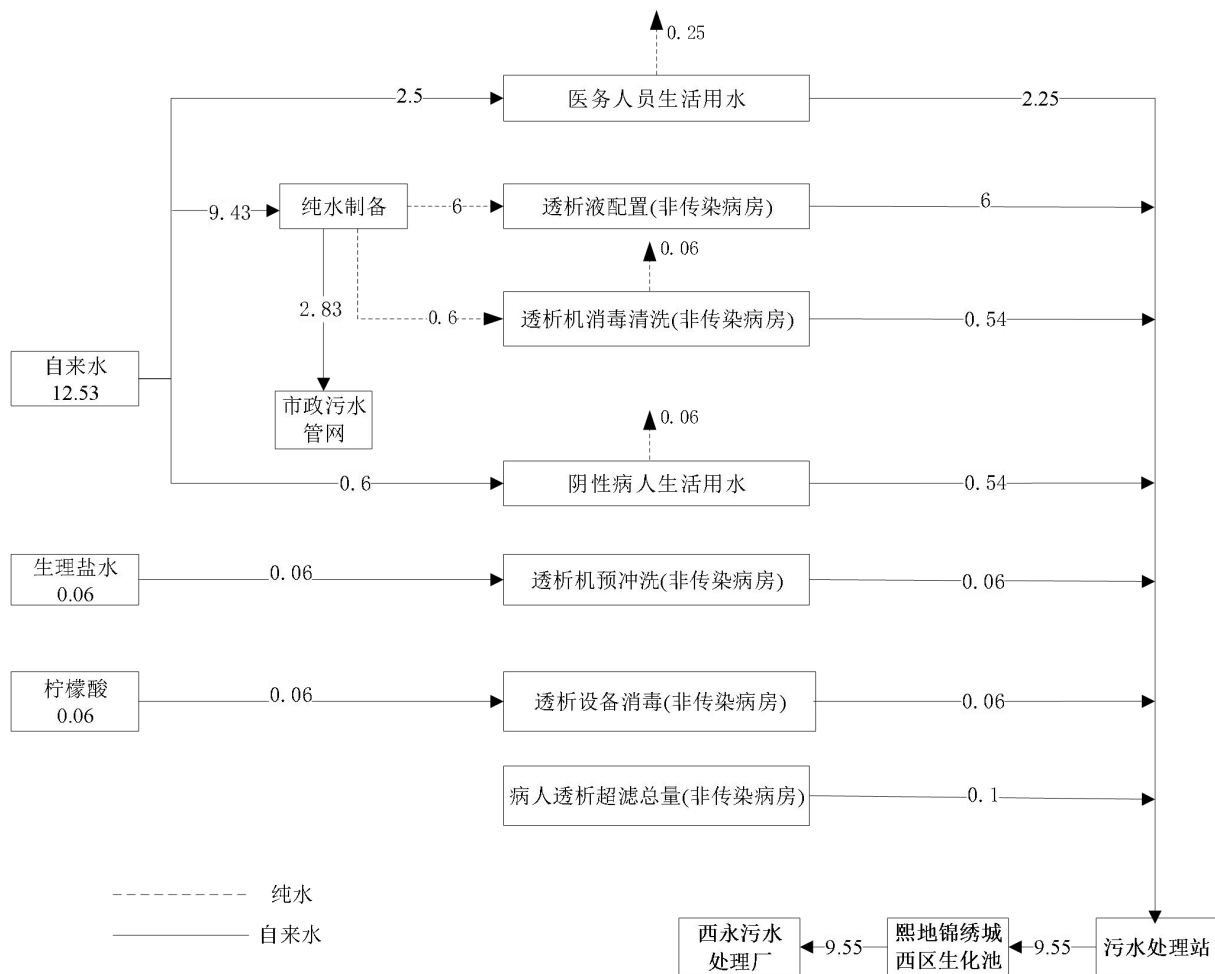 0.25
2.5
医务人员生活用水
2.25
9.43
纯水制备
6
透析液配置(非传染病房)
6
0.06
2.83
0.6
透析机消毒清洗(非传染病房)
0.54
自来水
12.53
市政污水
管网
0.06
0.6
阴性病人生活用水
0.54
生理盐水
0.06
0.06
透析机预冲洗(非传染病房)
0.06
柠檬酸
0.06
0.06
透析设备消毒(非传染病房)
0.06
病人透析超滤总量(非传染病房)
0.1
纯水
自来水
西永污水
处理厂
9.55
熙地锦绣城
西区生化池
9.55
污水处理站